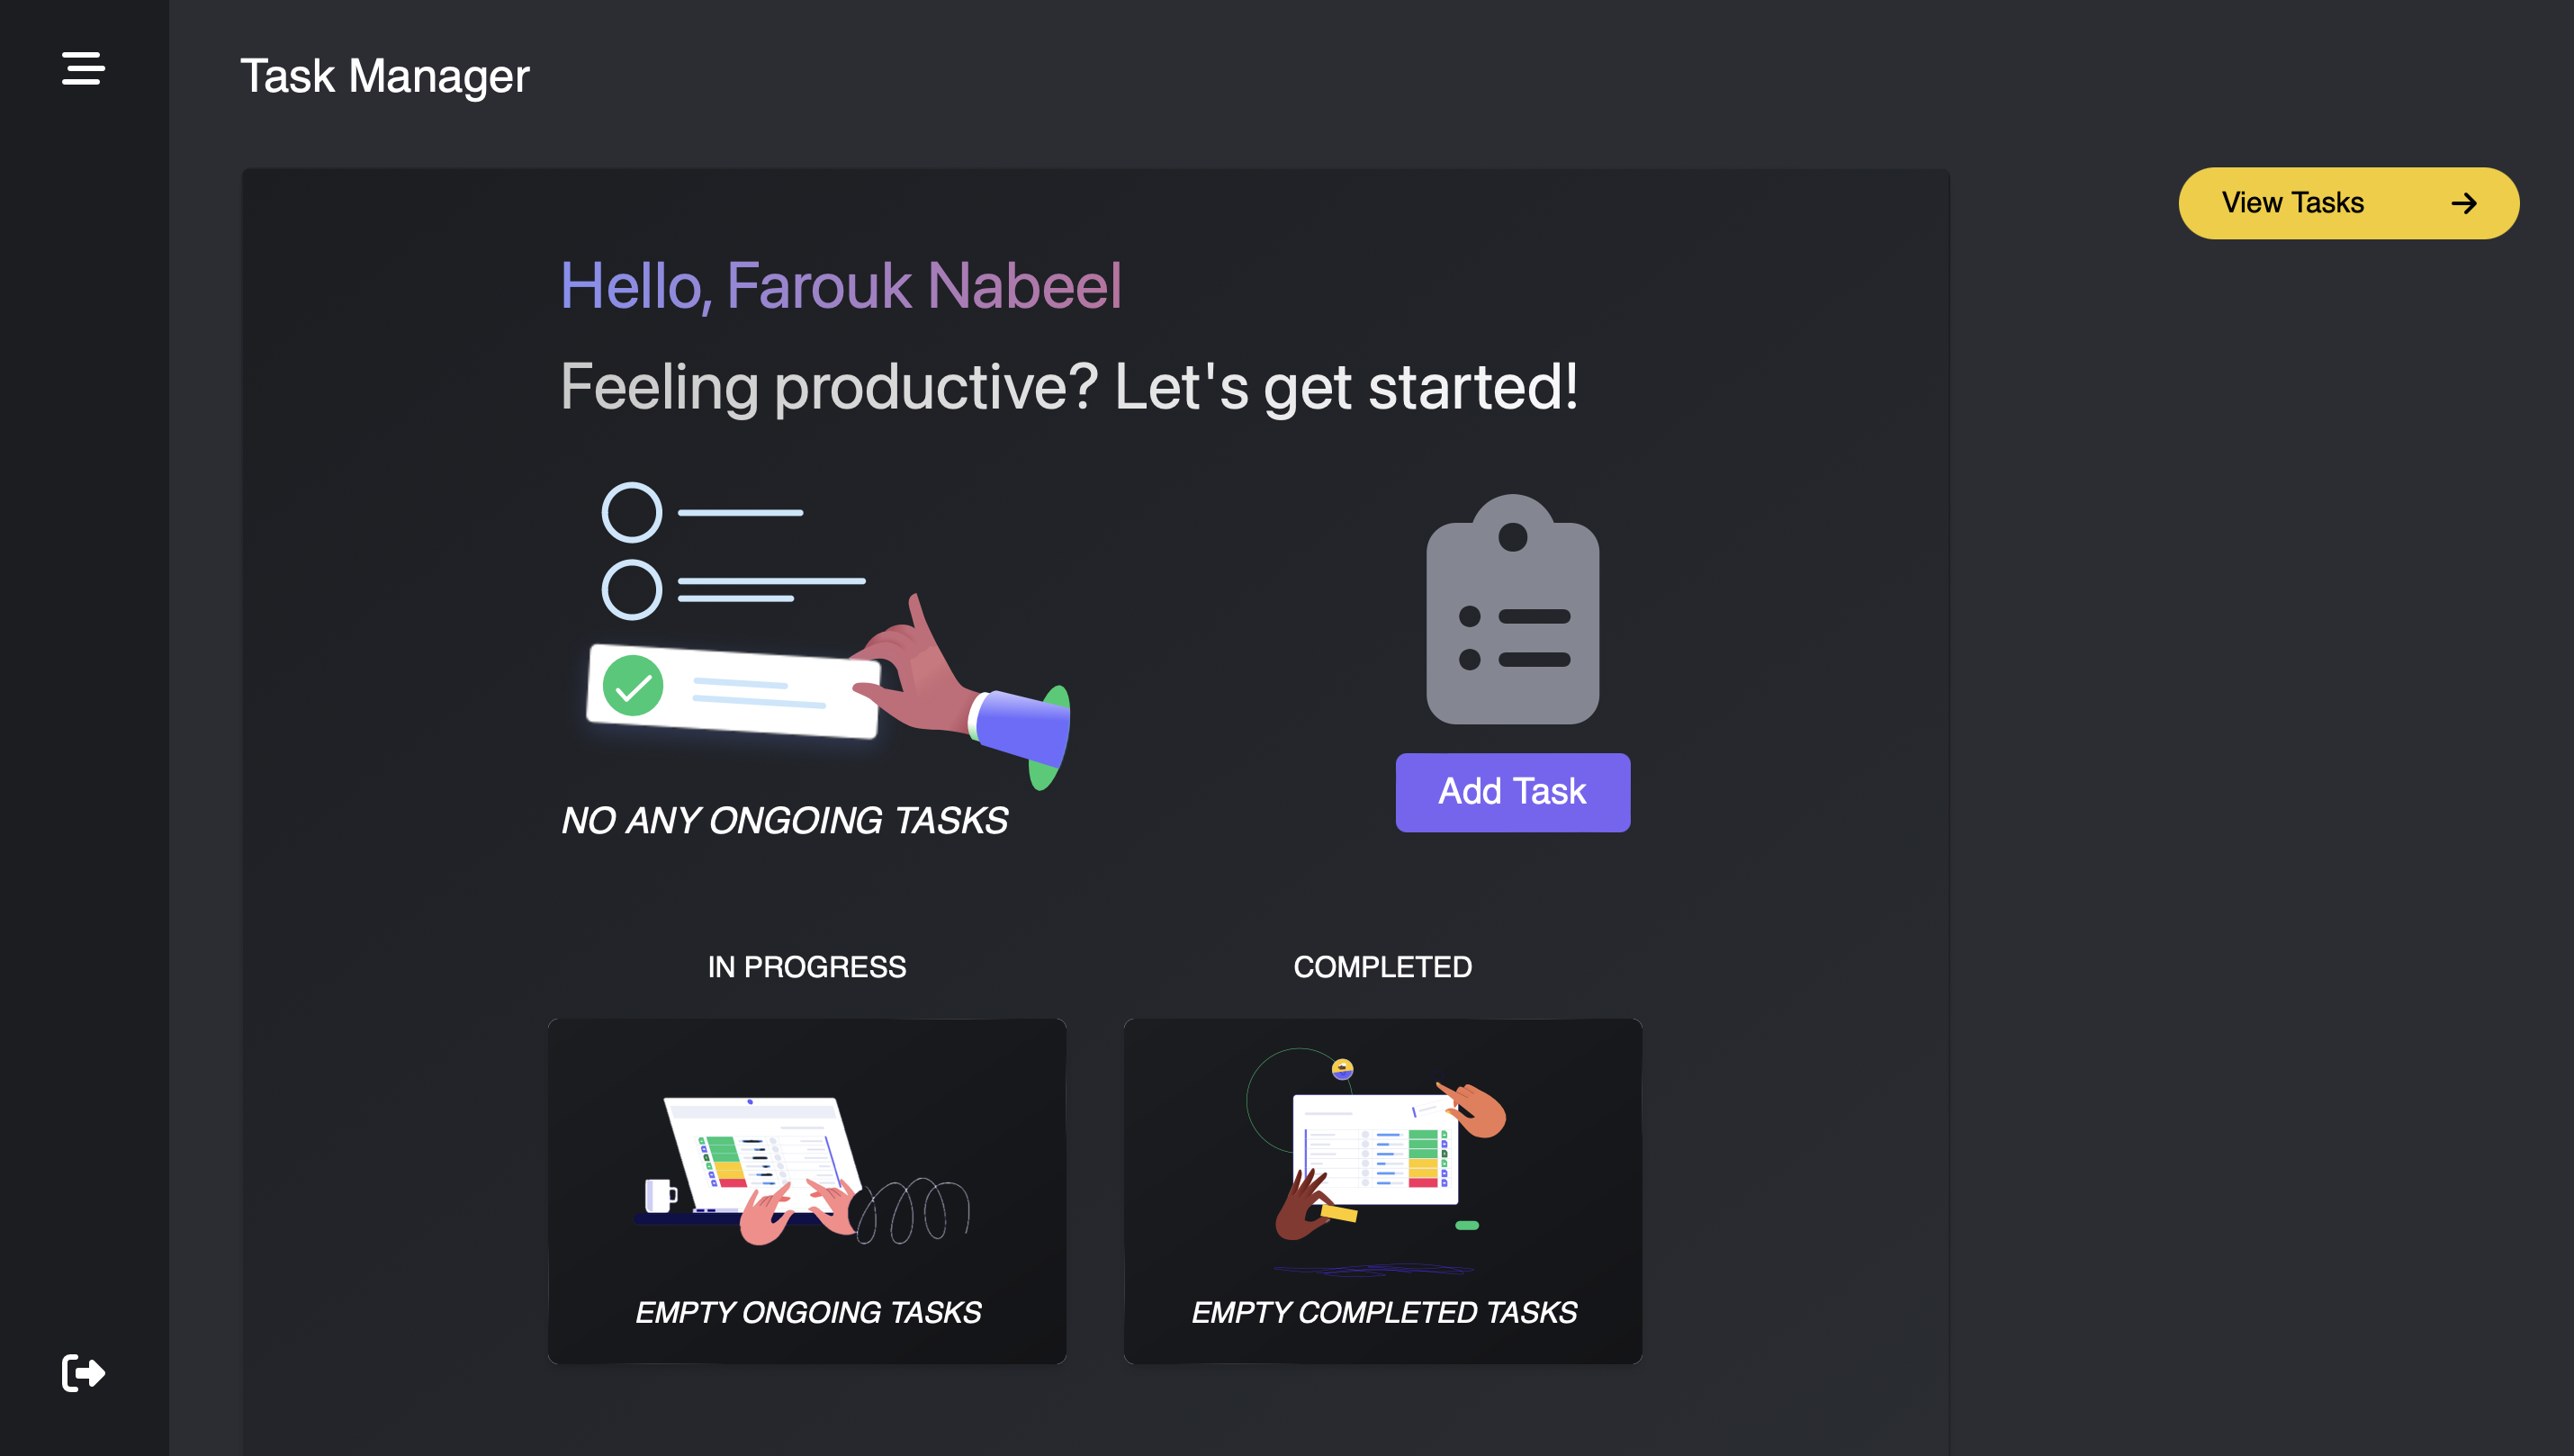 Task Manager
View Tasks
Hello, Farouk Nabeel
Feeling productive? Let's get started!
NO ANY ONGOING TASKS
Add Task
IN PROGRESS
COMPLETED
EMPTY ONGOING TASKS
EMPTY COMPLETED TASKS